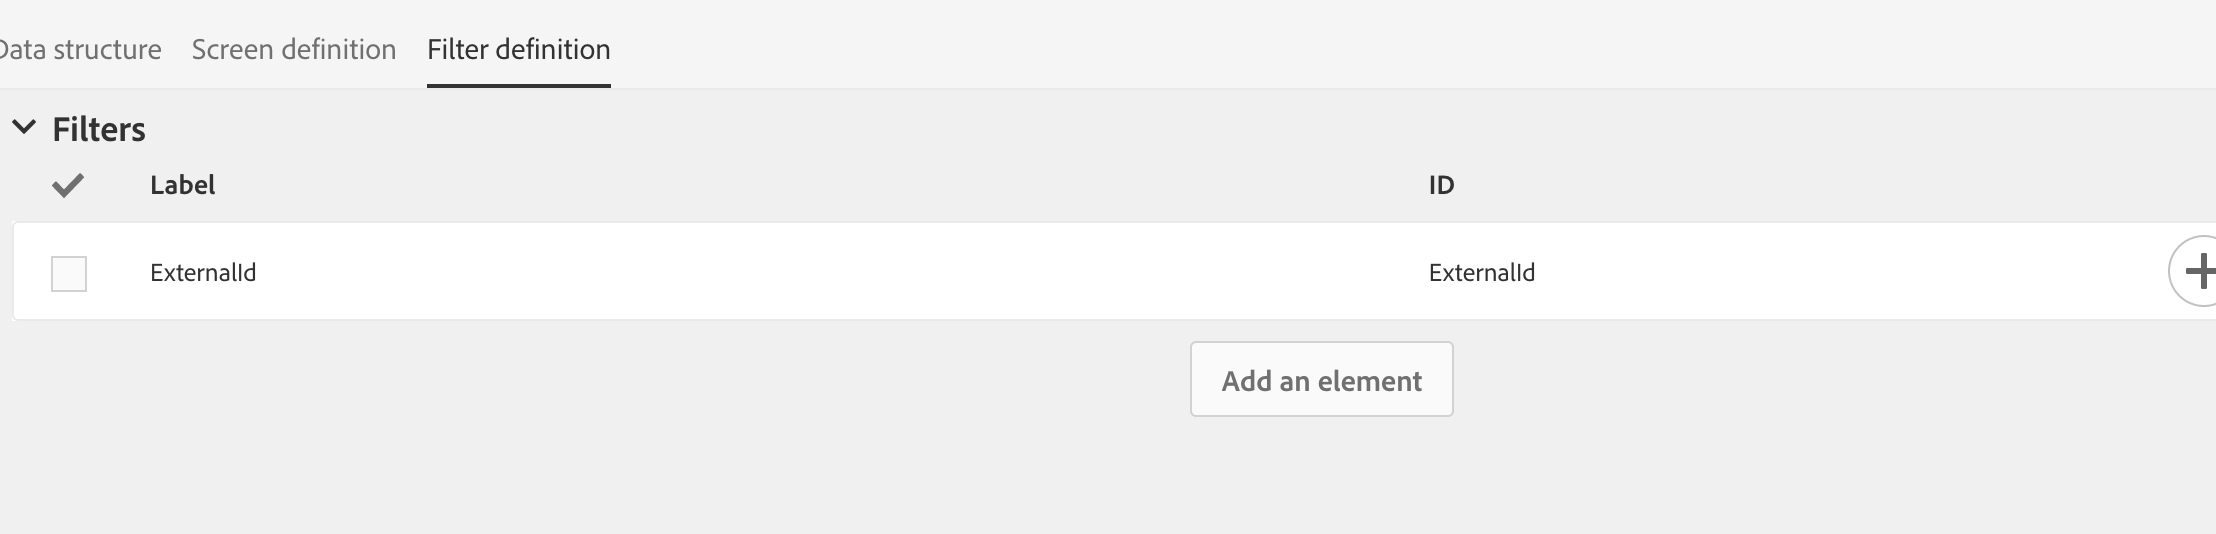 Data structure Screen definition Filter definition
Filters
Label ID
ExternalId ExternalId
Add an element